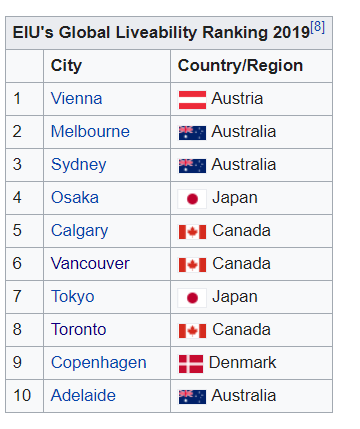 EIU's Global Liveability Ranking 2019[8]
City Country/Region
1 Vienna Austria
2 Melbourne Australia
3 Sydney Australia
4 Osaka Japan
5 Calgary Canada
6 Vancouver Canada
7 Tokyo Japan
8 Toronto Canada
9 Copenhagen Denmark
10 Adelaide Australia